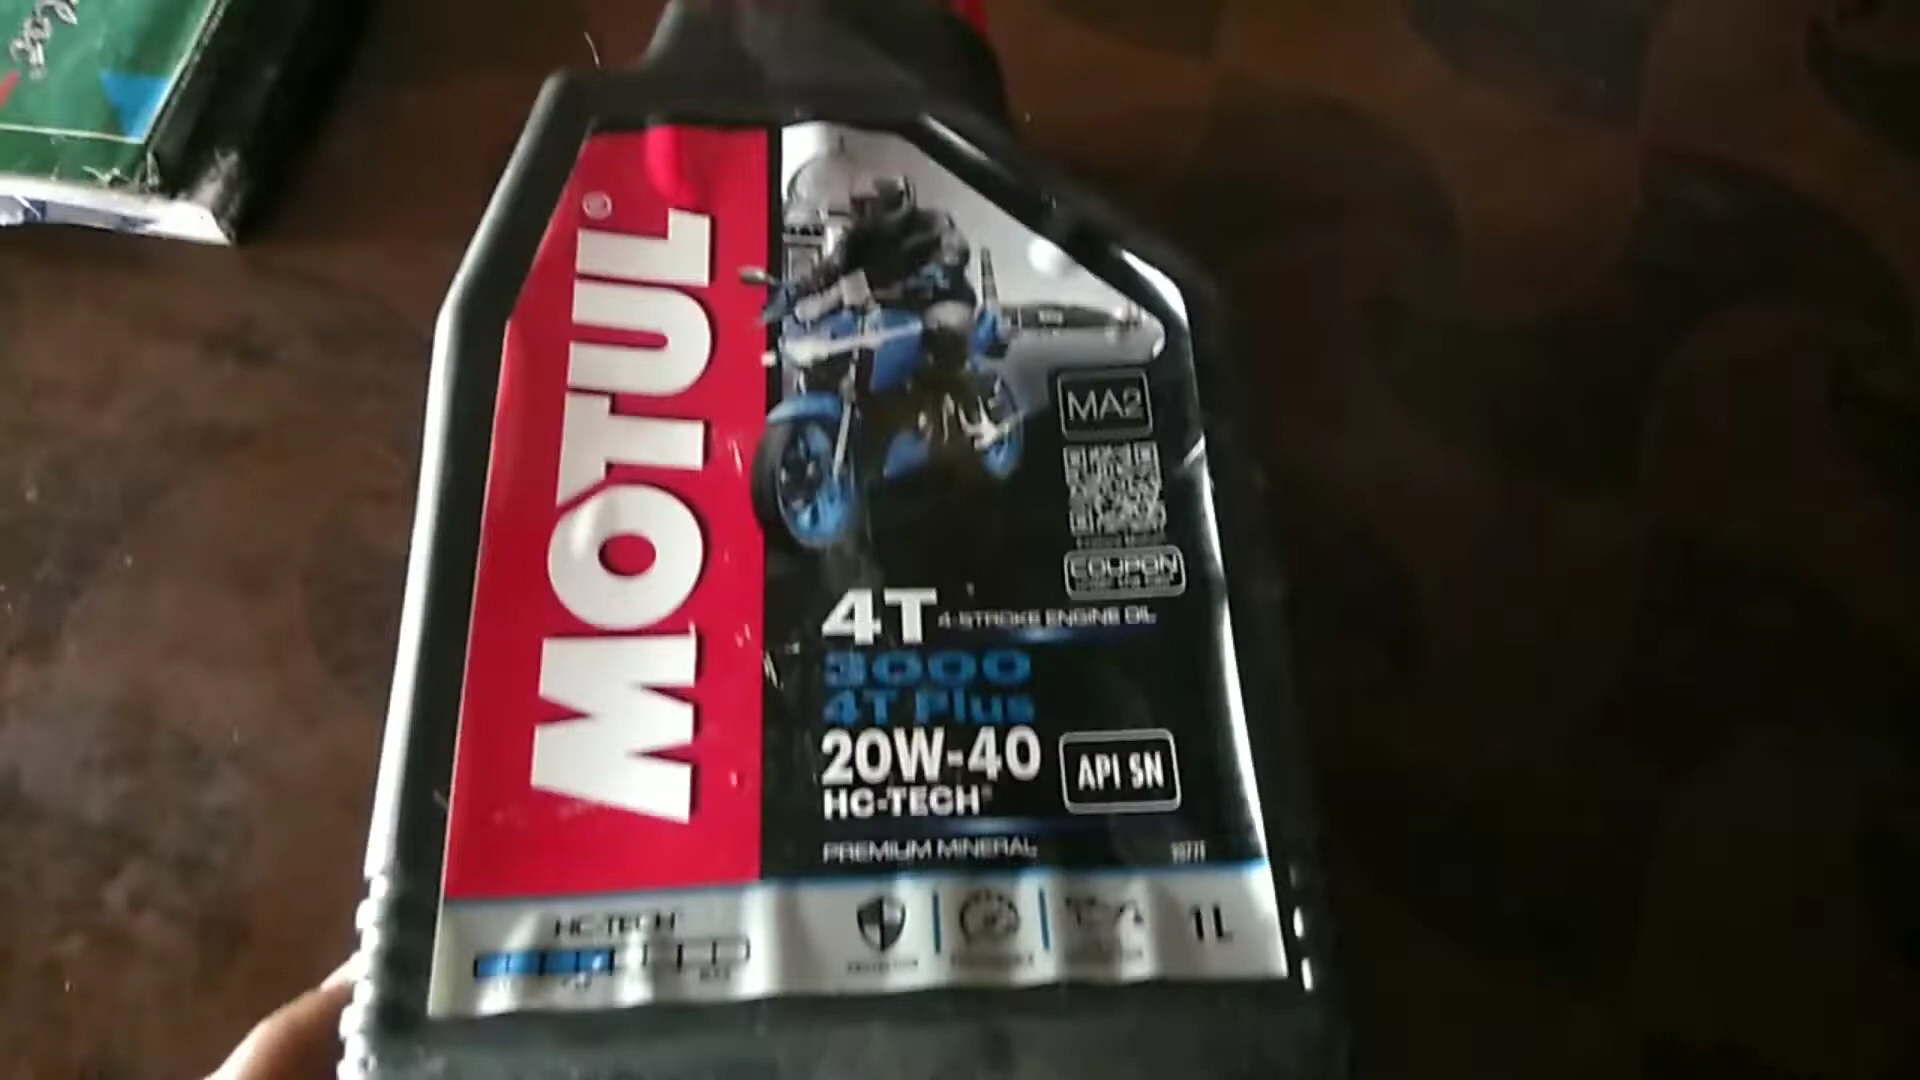 MOTUL®
MA2
COUPON
4T 4-STROKE ENGINE OIL
3000
4T Plus
20W-40
API SN
HC-TECH®
PREMIUM MINERAL
HC-TECH
1L